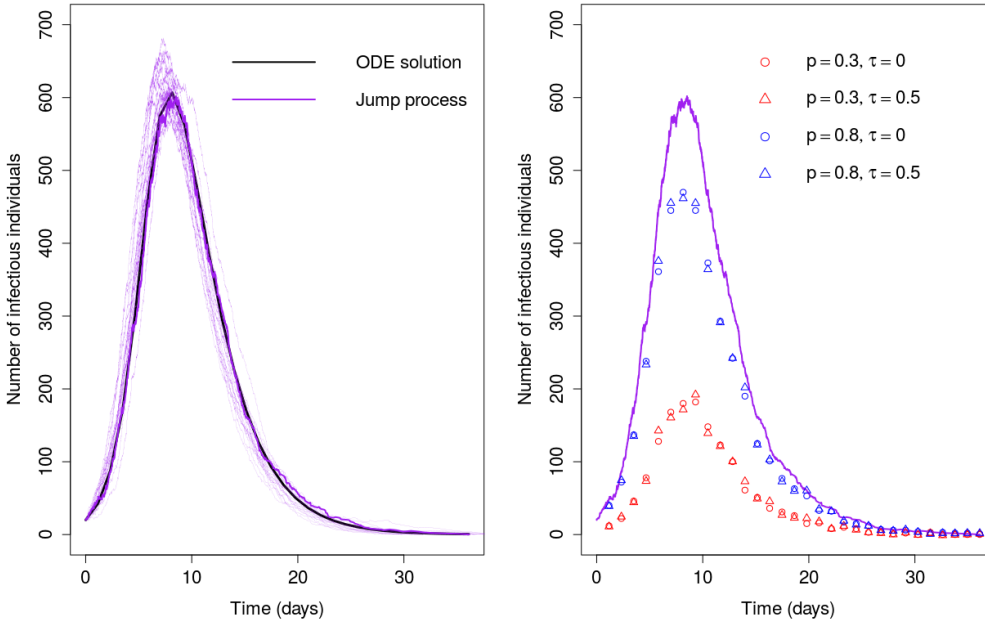 700
600
500
400
300
200
100
0
Number of infectious individuals
ODE solution
Jump process
0 10 20 30
Time (days)
700
600
500
400
300
200
100
0
Number of infectious individuals
p = 0.3, τ = 0
p = 0.3, τ = 0.5
p = 0.8, τ = 0
p = 0.8, τ = 0.5
0 10 20 30
Time (days)